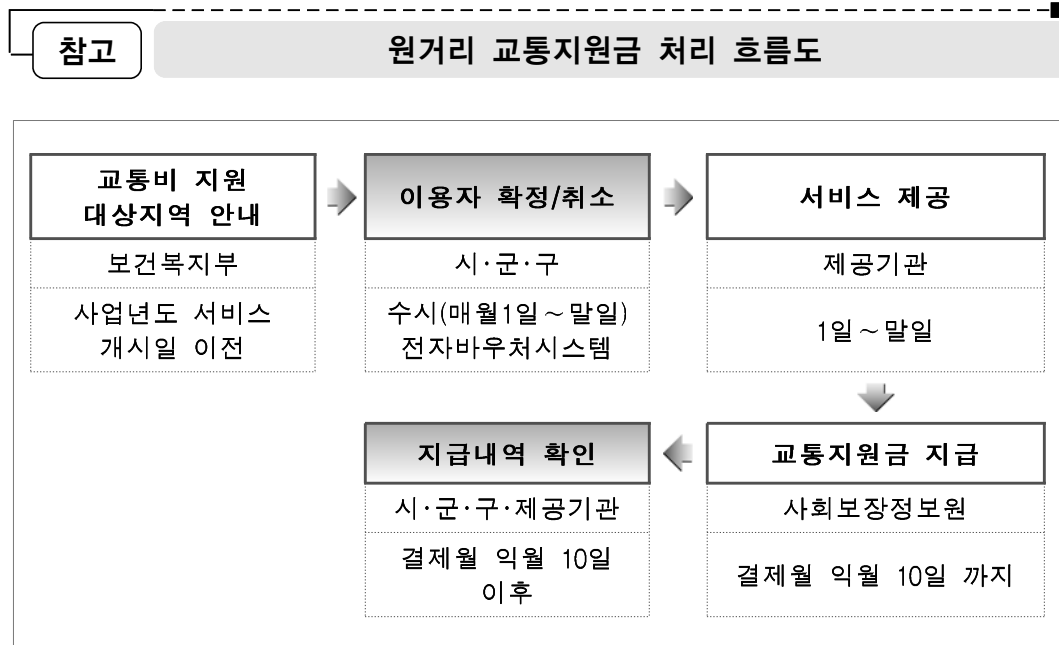 참고
원거리 교통지원금 처리 흐름도
교통비 지원
대상지역 안내
보건복지부
사업년도 서비스
개시일 이전
이용자 확정/취소
시·군·구
수시(매월1일~말일)
전자바우처시스템
서비스 제공
제공기관
1일~말일
교통지원금 지급
사회보장정보원
결제월 익월 10일 까지
지급내역 확인
시·군·구·제공기관
결제월 익월 10일
이후